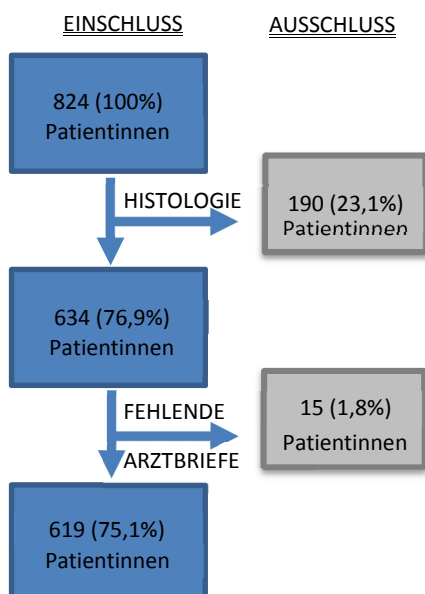 EINSCHLUSS
AUSSCHLUSS
824 (100%)
Patientinnen
HISTOLOGIE
190 (23,1%)
Patientinnen
634 (76,9%)
Patientinnen
FEHLENDE
ARZTBRIEFE
15 (1,8%)
Patientinnen
619 (75,1%)
Patientinnen